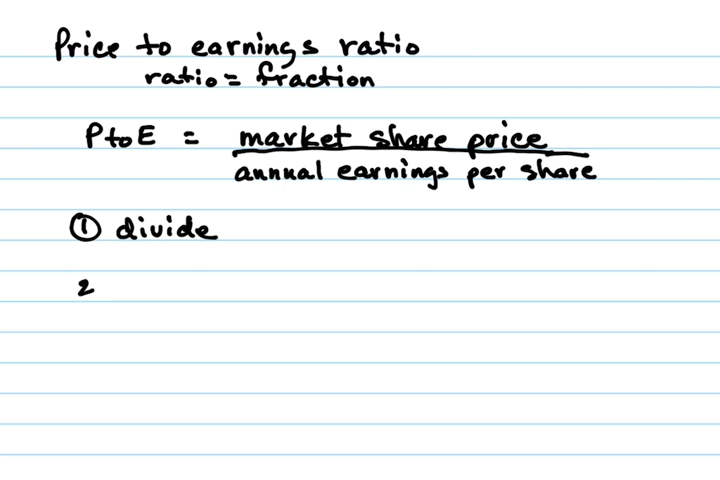 Price to earnings ratio
ratio = fraction
P to E = market share price
annual earnings per share
① divide
2